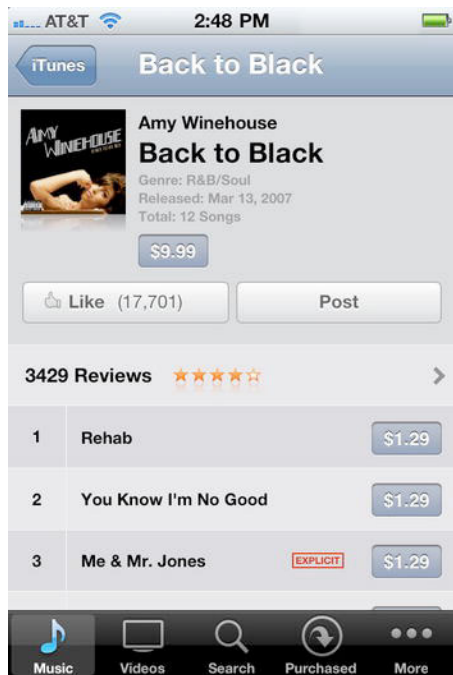 AT&T 2:48 PM
iTunes Back to Black
AMY
WINEHOUSE
Amy Winehouse
Back to Black
Genre: R&B/Soul
Released: Mar 13, 2007
Total: 12 Songs
$9.99
Like (17,701) Post
3429 Reviews
1 Rehab $1.29
2 You Know I'm No Good $1.29
3 Me & Mr. Jones EXPLICIT $1.29
Music Videos Search Purchased More